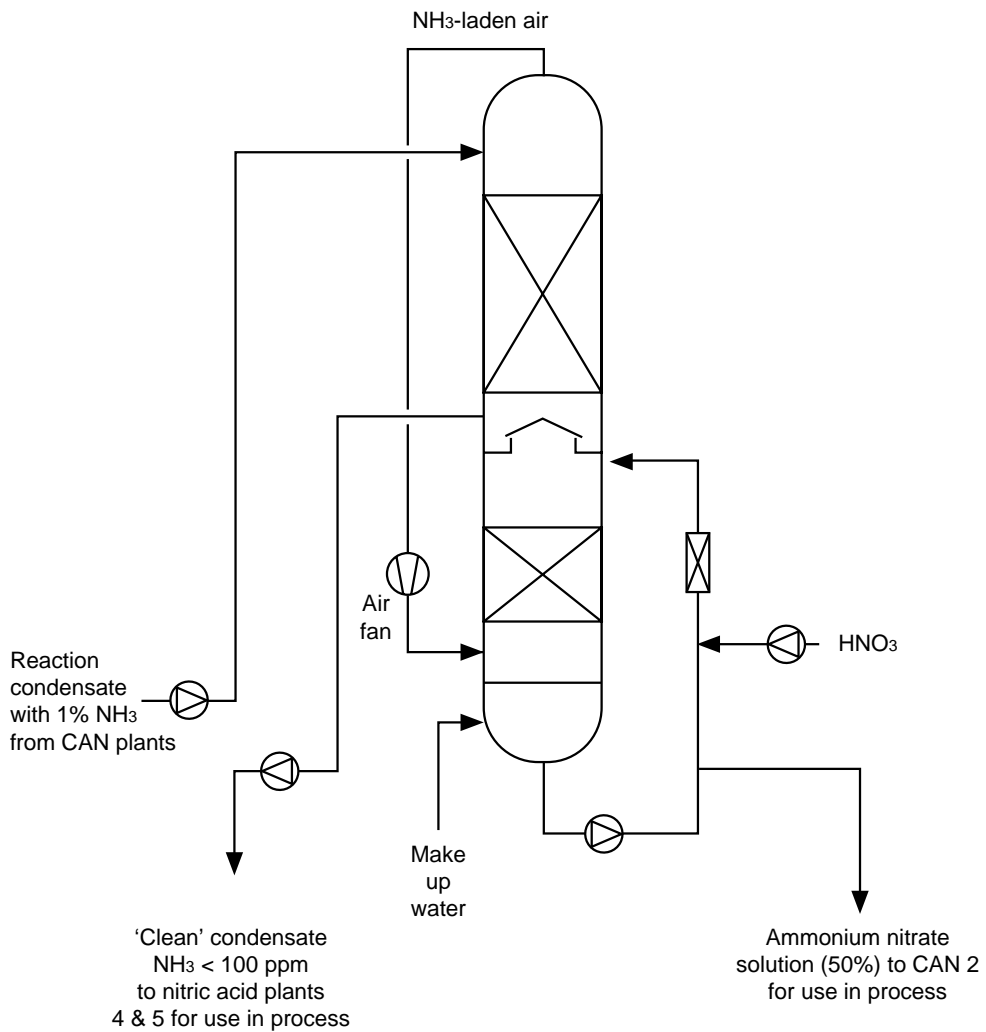 NH3-laden air
Air
fan
HNO3
Reaction
condensate
with 1% NH3
from CAN plants
Make
up
water
‘Clean’ condensate
NH3 < 100 ppm
to nitric acid plants
4 & 5 for use in process
Ammonium nitrate
solution (50%) to CAN 2
for use in process